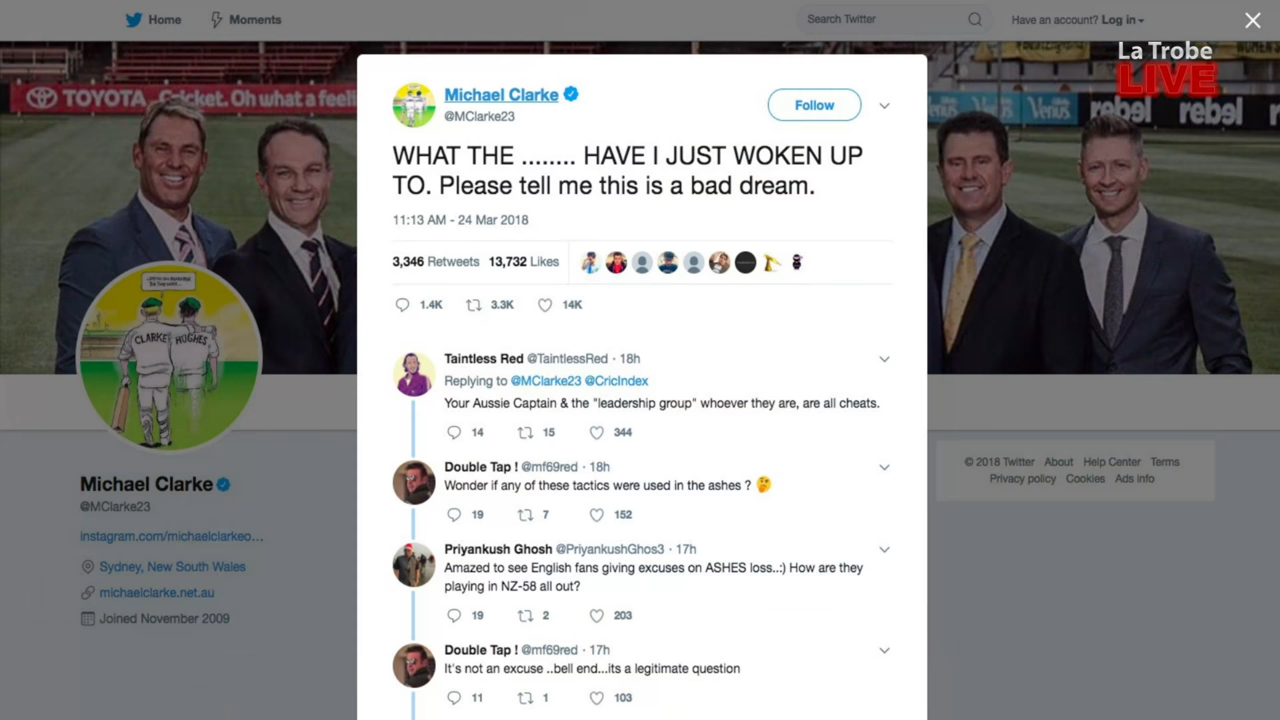 Home
Moments
Search Twitter
Have an account? Log in
La Trobe
LIVE
TOYOTA Cricket. Oh what a feeli
Venus
rebel
rebel
Michael Clarke
@MClarke23
Follow
WHAT THE ........ HAVE I JUST WOKEN UP
TO. Please tell me this is a bad dream.
11:13 AM - 24 Mar 2018
3,346 Retweets 13,732 Likes
1.4K 3.3K 14K
Taintless Red @TaintlessRed · 18h
Replying to @MClarke23 @CricIndex
Your Aussie Captain & the "leadership group" whoever they are, are all cheats.
14 15 344
Double Tap ! @mf69red · 18h
Wonder if any of these tactics were used in the ashes ? 🤔
19 7 152
Priyankush Ghosh @PriyankushGhos3 · 17h
Amazed to see English fans giving excuses on ASHES loss..:) How are they
playing in NZ-58 all out?
19 2 203
Double Tap ! @mf69red · 17h
It's not an excuse ..bell end...its a legitimate question
11 1 103
CLARKE HUGHES
Michael Clarke
@MClarke23
instagram.com/michaelclarkeo...
Sydney, New South Wales
michaelclarke.net.au
Joined November 2009
© 2018 Twitter About Help Center Terms
Privacy policy Cookies Ads info